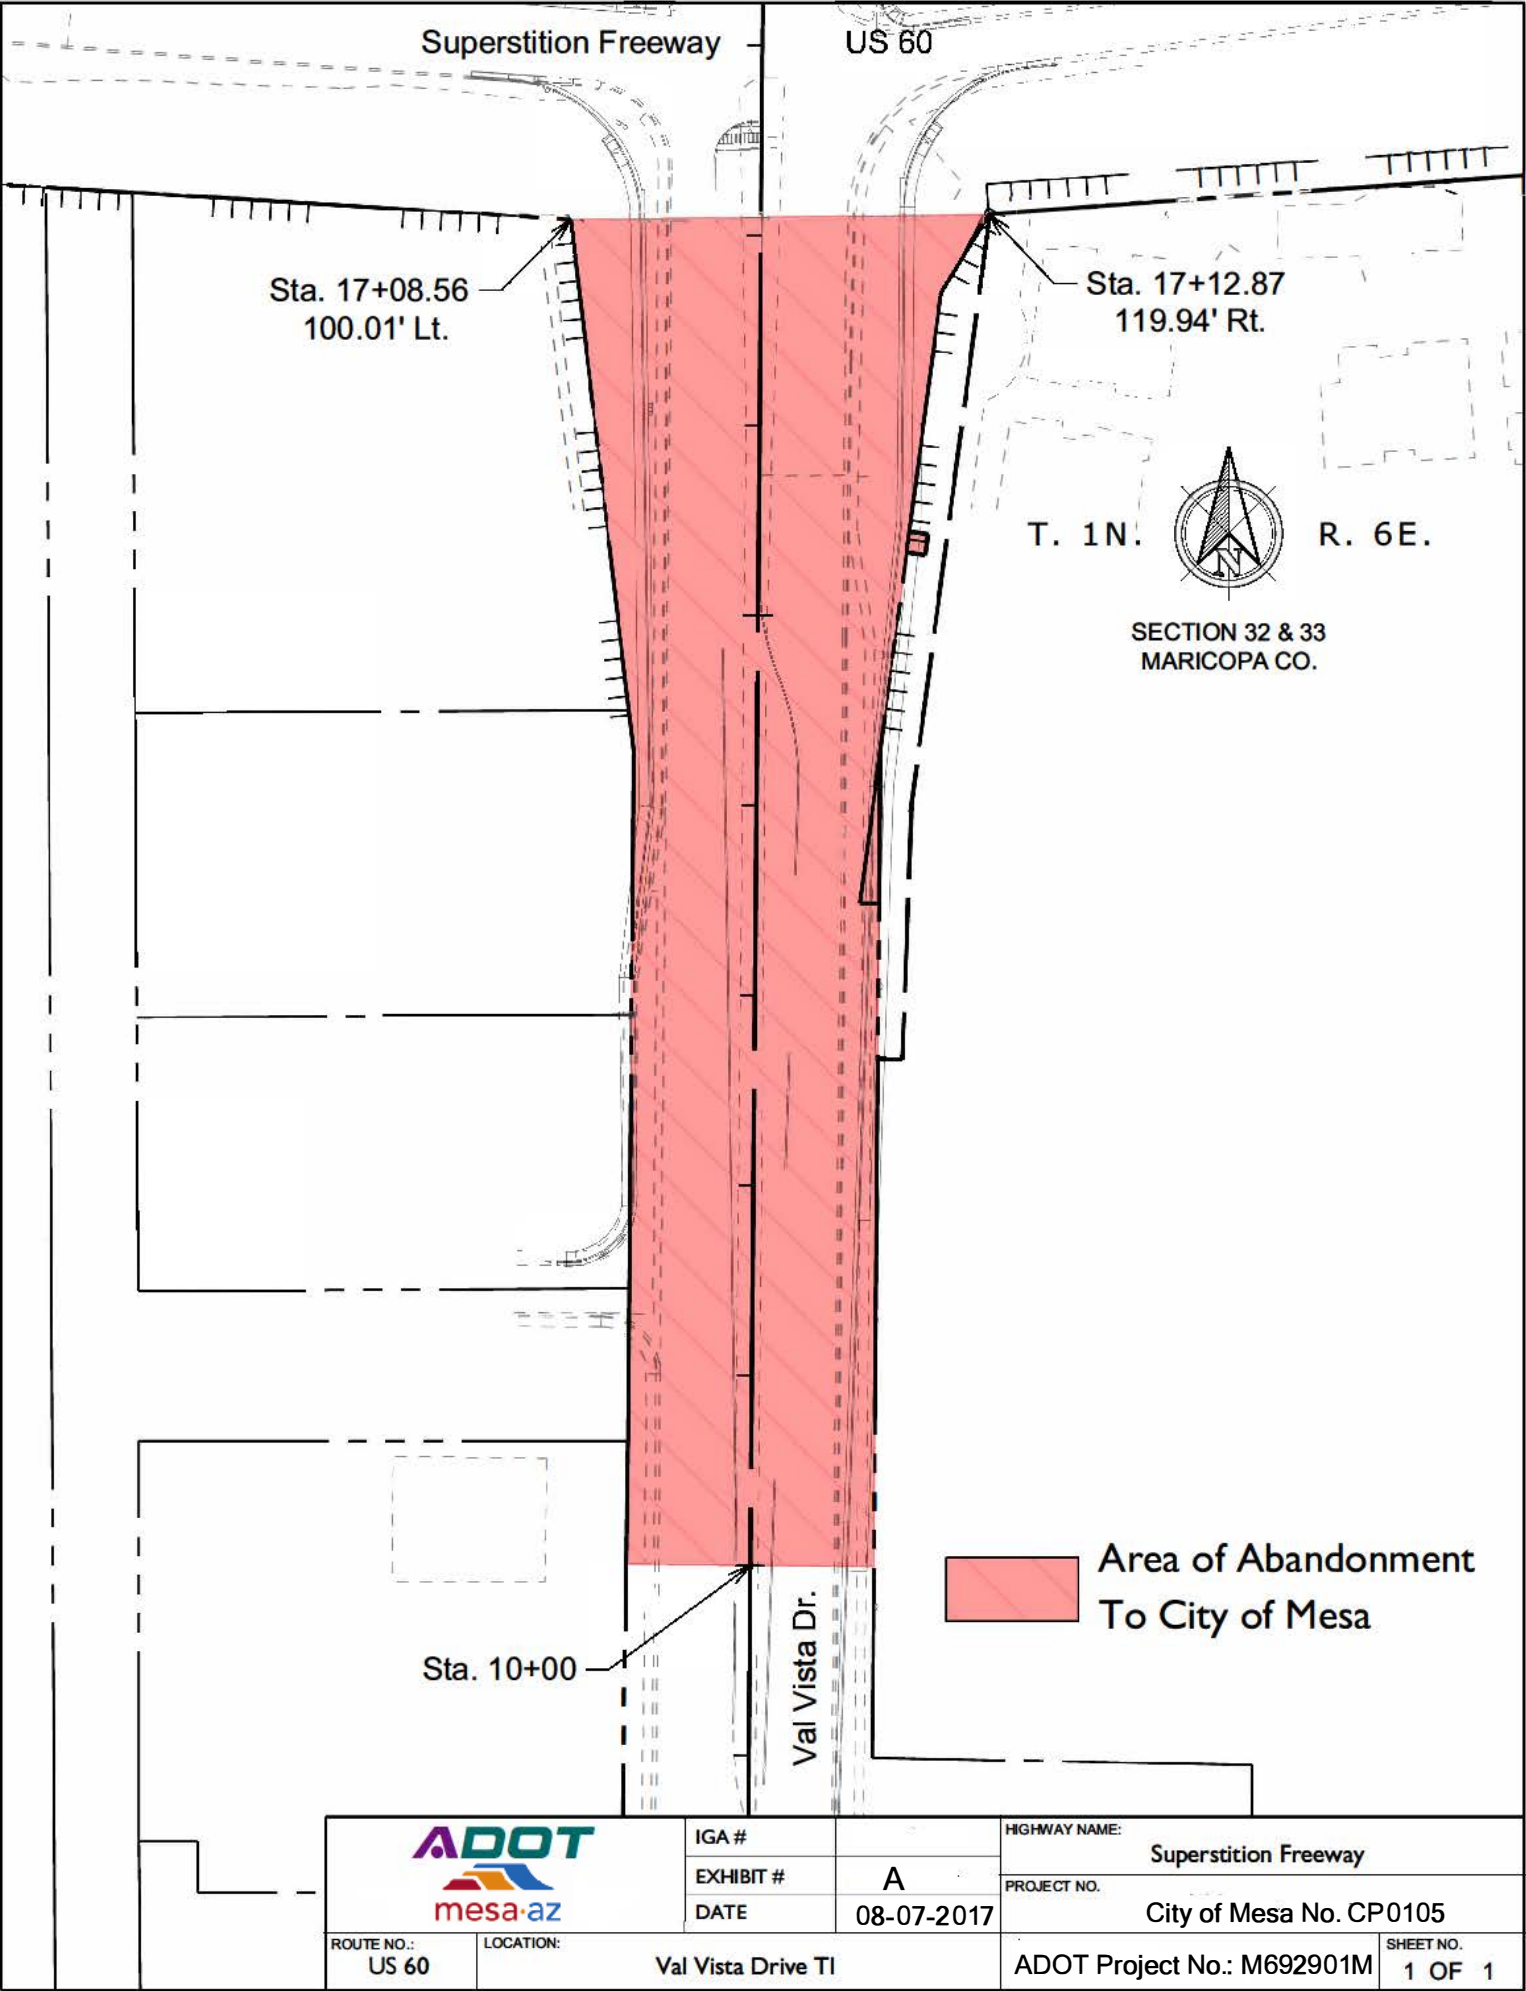 Superstition Freeway
US 60
Sta. 17+08.56
100.01' Lt.
Sta. 17+12.87
119.94' Rt.
T. 1N.
R. 6E.
N
SECTION 32 & 33
MARICOPA CO.
Area of Abandonment
To City of Mesa
Sta. 10+00
Val Vista Dr.
ADOT
mesa·az
IGA #
EXHIBIT #
A
DATE
08-07-2017
HIGHWAY NAME:
Superstition Freeway
PROJECT NO.
City of Mesa No. CP0105
ROUTE NO.:
US 60
LOCATION:
Val Vista Drive TI
ADOT Project No.: M692901M
SHEET NO.
1 OF 1